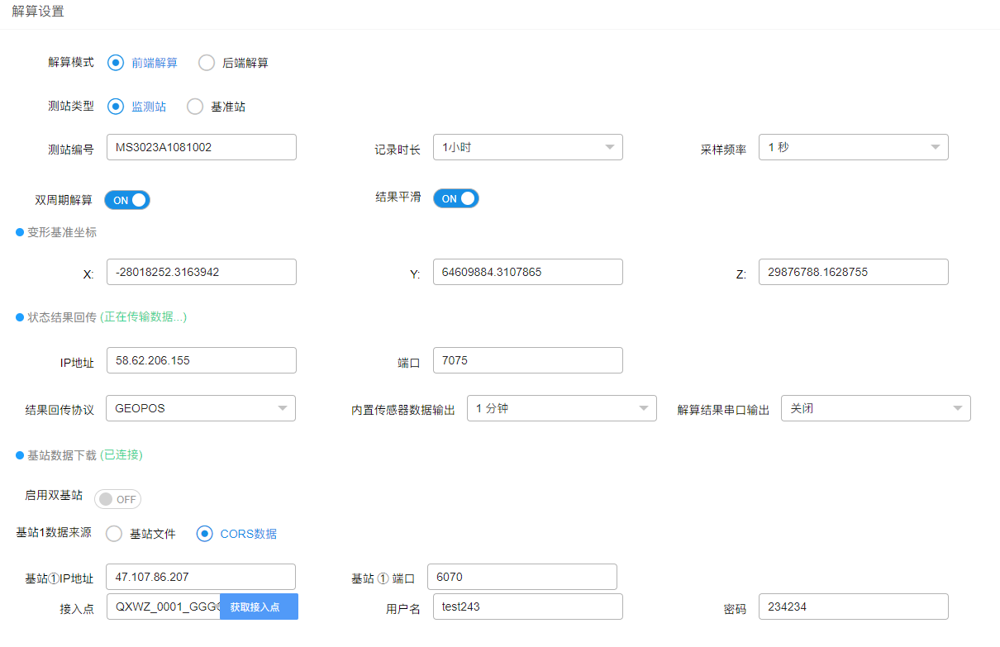 解算设置
解算模式 前端解算 后端解算
测站类型 监测站 基准站
测站编号 MS3023A1081002 记录时长 1小时 采样频率 1 秒
双周期解算 ON 结果平滑 ON
变形基准坐标
X: -28018252.3163942 Y: 64609884.3107865 Z: 29876788.1628755
状态结果回传 (正在传输数据...)
IP地址 58.62.206.155 端口 7075
结果回传协议 GEOPOS 内置传感器数据输出 1 分钟 解算结果串口输出 关闭
基站数据下载 (已连接)
启用双基站 OFF
基站1数据来源 基站文件 CORS数据
基站①IP地址 47.107.86.207 基站 ① 端口 6070
接入点 QXWZ_0001_GGG 获取接入点 用户名 test243 密码 234234